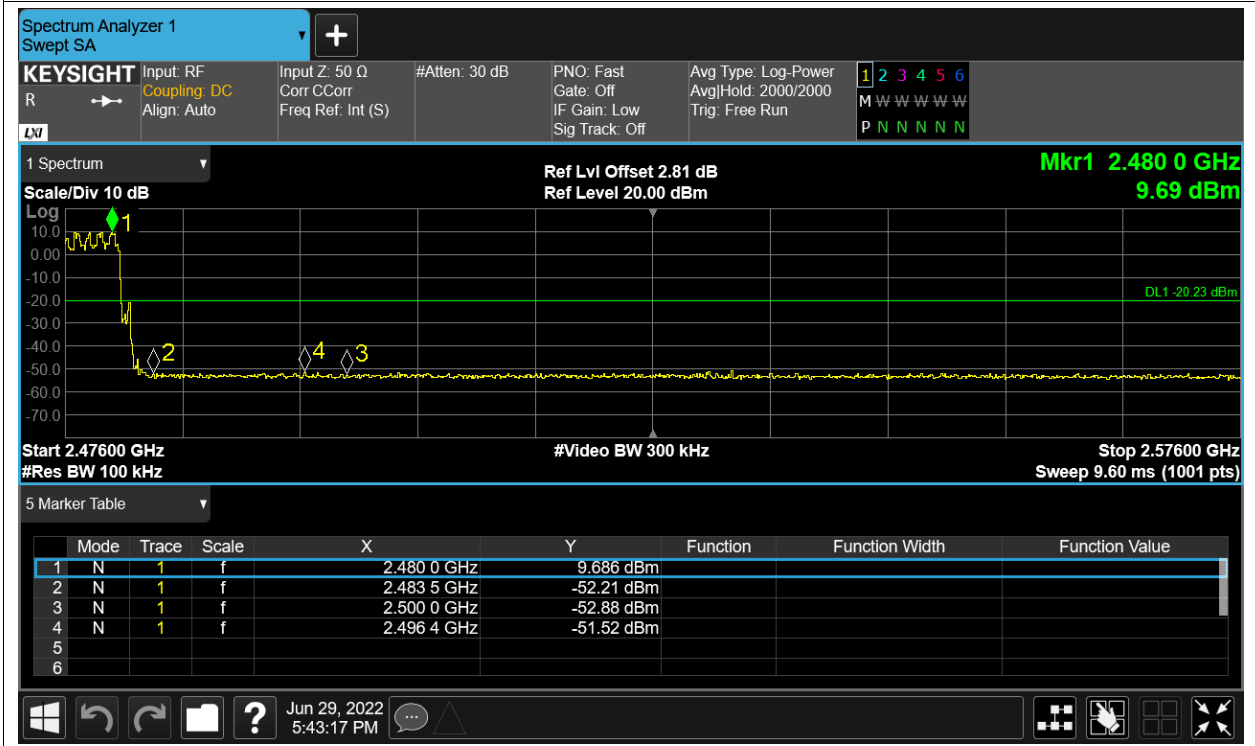 Spectrum Analyzer 1
Swept SA
+
KEYSIGHT Input: RF Input Z: 50 Ω #Atten: 30 dB PNO: Fast Avg Type: Log-Power 1 2 3 4 5 6
R Coupling: DC Corr CCorr Gate: Off Avg|Hold: 2000/2000 M W W W W W
Align: Auto Freq Ref: Int (S) IF Gain: Low Trig: Free Run
LXI Sig Track: Off P N N N N N
1 Spectrum Ref Lvl Offset 2.81 dB Mkr1 2.480 0 GHz
Scale/Div 10 dB Ref Level 20.00 dBm 9.69 dBm
Log
1
10.0
0.00
-10.0
DL1 -20.23 dBm
-20.0
-30.0
-40.0
2 4 3
-50.0
-60.0
-70.0
Start 2.47600 GHz #Video BW 300 kHz Stop 2.57600 GHz
#Res BW 100 kHz Sweep 9.60 ms (1001 pts)
5 Marker Table
Mode Trace Scale X Y Function Function Width Function Value
1 N 1 f 2.480 0 GHz 9.686 dBm
2 N 1 f 2.483 5 GHz -52.21 dBm
3 N 1 f 2.500 0 GHz -52.88 dBm
4 N 1 f 2.496 4 GHz -51.52 dBm
5
6
? Jun 29, 2022
5:43:17 PM